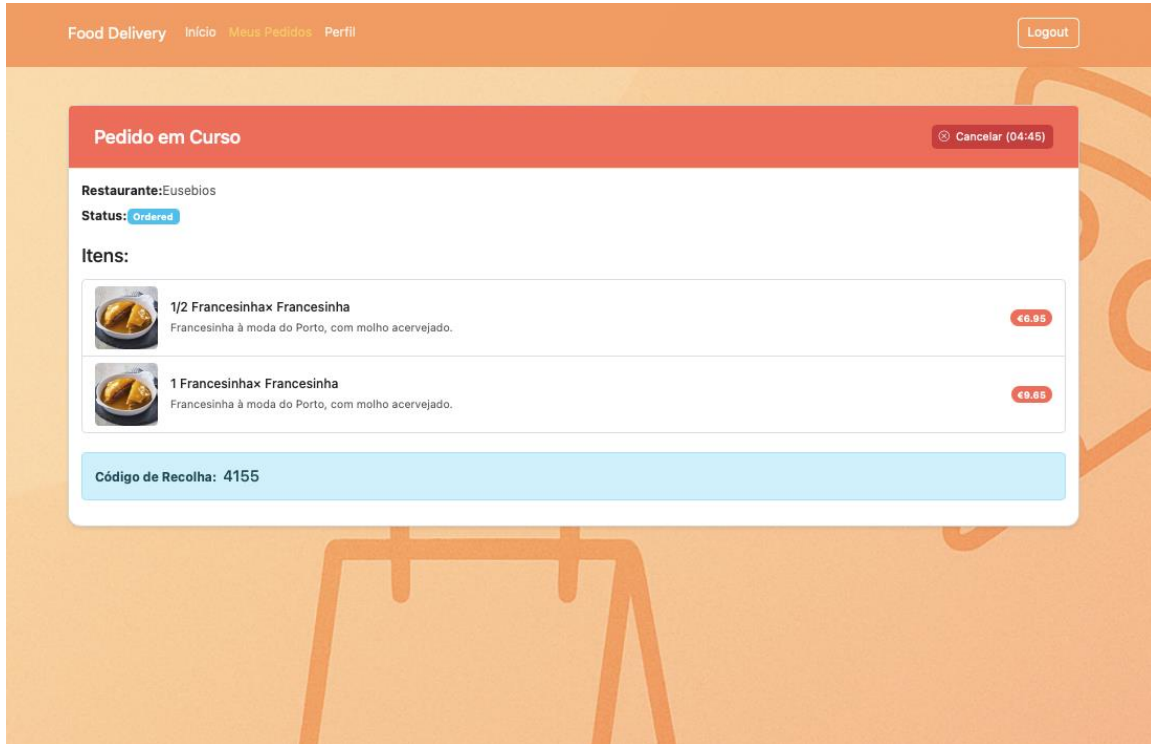 Food Delivery Início Meus Pedidos Perfil Logout
Pedido em Curso Cancelar (04:45)
Restaurante:Eusebios
Status: Ordered
Itens:
1/2 Francesinha× Francesinha
Francesinha à moda do Porto, com molho acervejado.
€6.95
1 Francesinha× Francesinha
Francesinha à moda do Porto, com molho acervejado.
€9.65
Código de Recolha: 4155